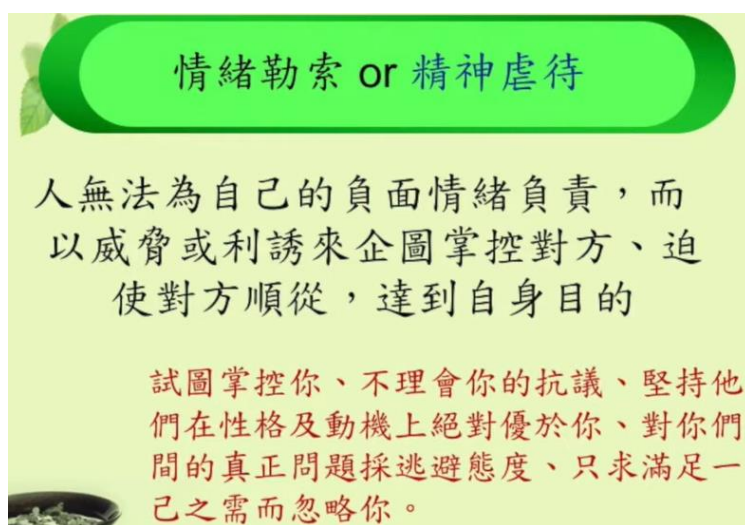 情緒勒索 or 精神虐待
人無法為自己的負面情緒負責，而
以威脅或利誘來企圖掌控對方、迫
使對方順從，達到自身目的
試圖掌控你、不理會你的抗議、堅持他
們在性格及動機上絕對優於你、對你們
間的真正問題採逃避態度、只求滿足一
己之需而忽略你。